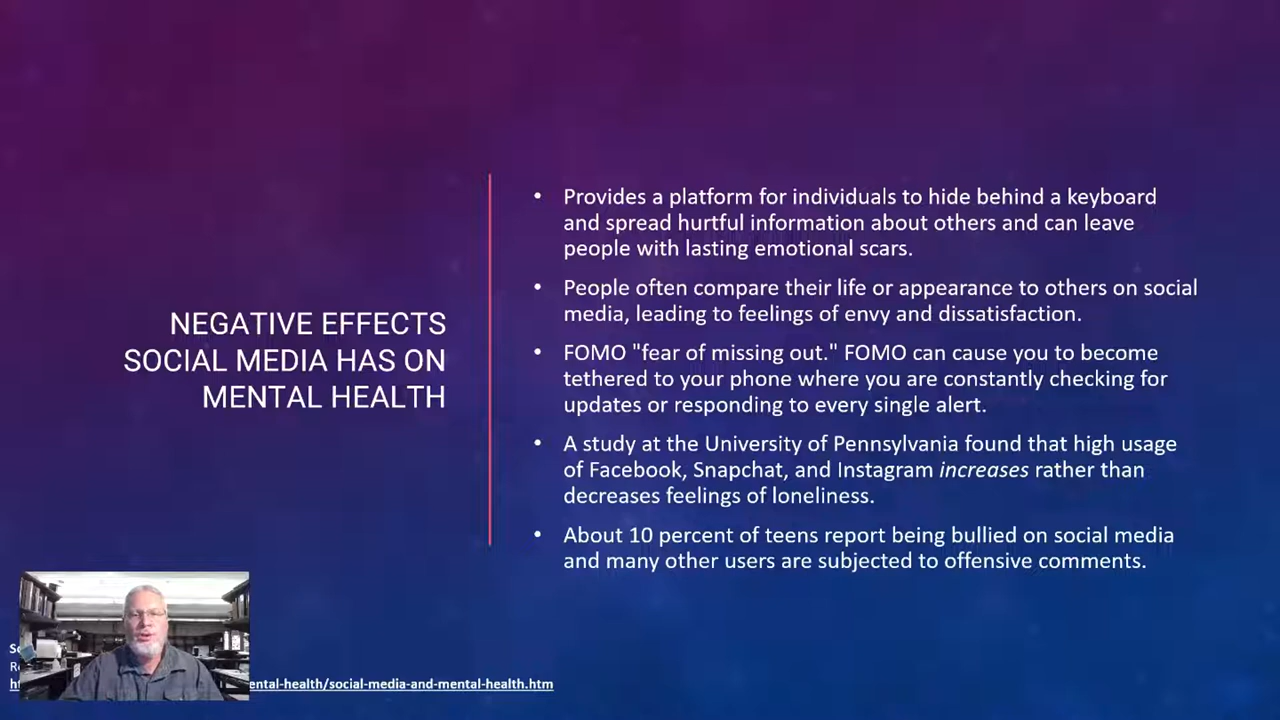 NEGATIVE EFFECTS
SOCIAL MEDIA HAS ON
MENTAL HEALTH
• Provides a platform for individuals to hide behind a keyboard
and spread hurtful information about others and can leave
people with lasting emotional scars.
• People often compare their life or appearance to others on social
media, leading to feelings of envy and dissatisfaction.
• FOMO "fear of missing out." FOMO can cause you to become
tethered to your phone where you are constantly checking for
updates or responding to every single alert.
• A study at the University of Pennsylvania found that high usage
of Facebook, Snapchat, and Instagram increases rather than
decreases feelings of loneliness.
• About 10 percent of teens report being bullied on social media
and many other users are subjected to offensive comments.
ental-health/social-media-and-mental-health.htm